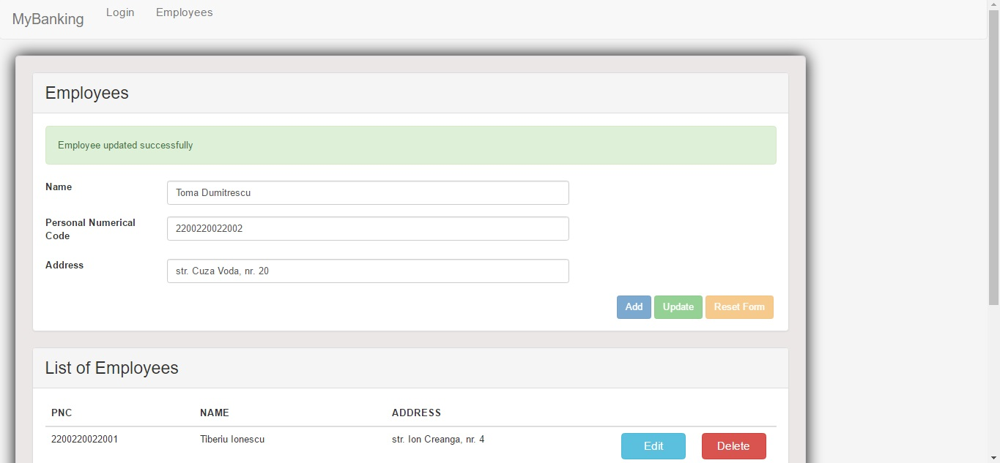 MyBanking Login Employees
Employees
Employee updated successfully
Name
Toma Dumitrescu
Personal Numerical
Code
2200220022002
Address
str. Cuza Voda, nr. 20
Add Update Reset Form
List of Employees
PNC NAME ADDRESS
2200220022001 Tiberiu Ionescu str. Ion Creanga, nr. 4 Edit Delete